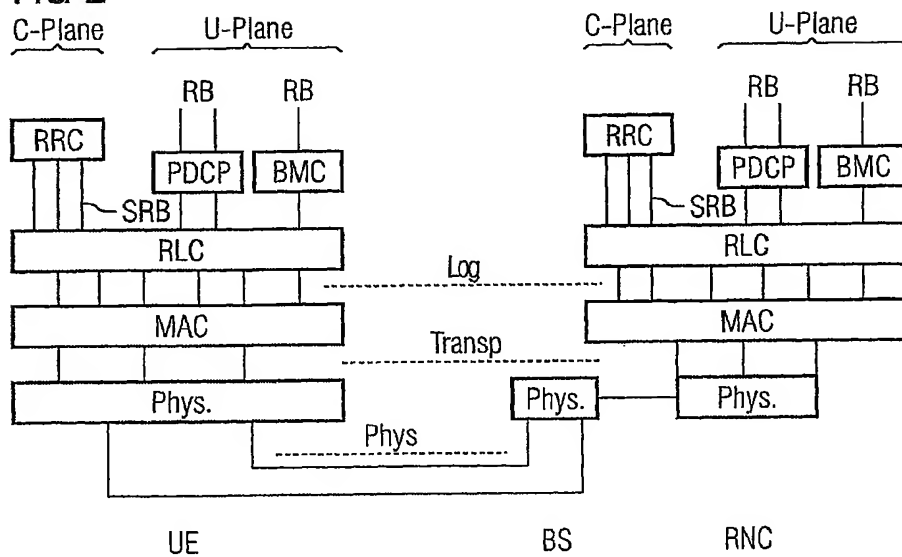 C-Plane U-Plane C-Plane U-Plane
RB RB RB RB
RRC PDCP BMC RRC PDCP BMC
SRB SRB
RLC RLC
Log
MAC MAC
Transp
Phys. Phys. Phys.
Phys
UE BS RNC